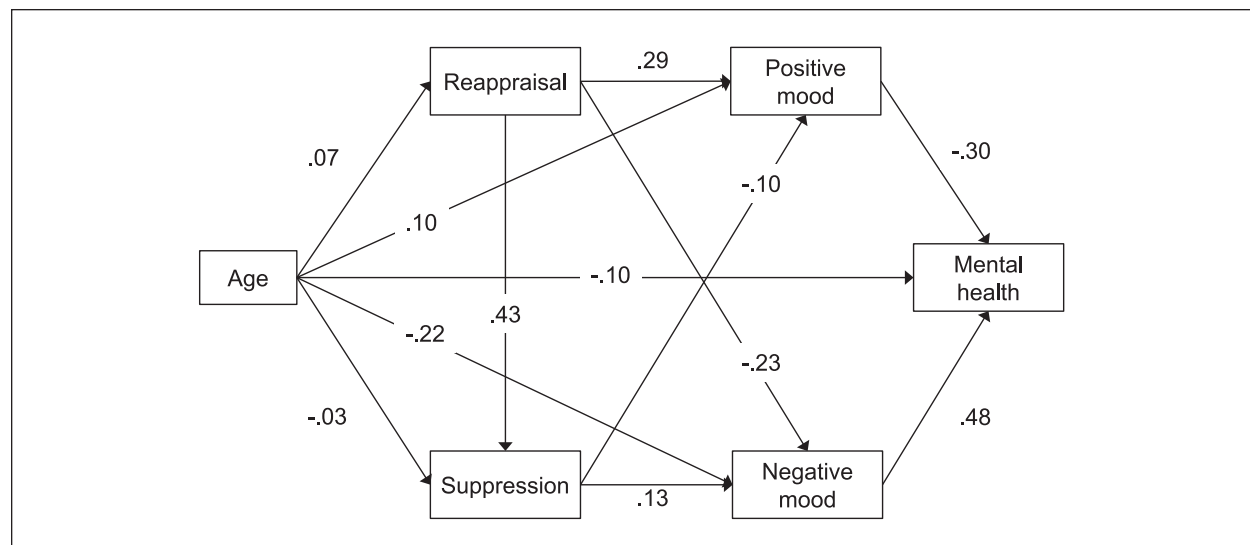 .29
Reappraisal
Positive
mood
.07
-.30
-.10
.10
Age
-.10
Mental
health
.43
-.22
-.23
-.03
.48
Suppression
.13
Negative
mood